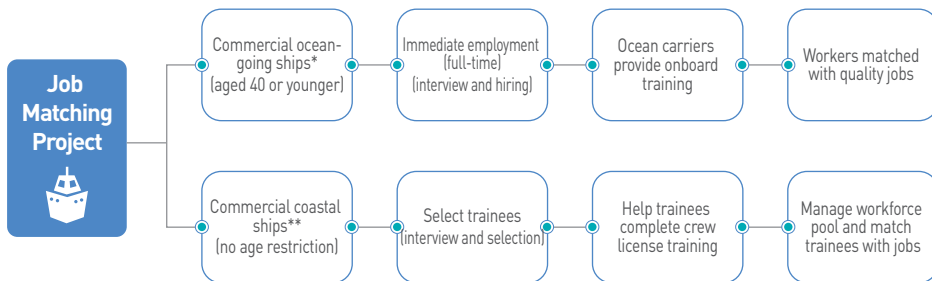 Job
Matching
Project
Commercial ocean-
going ships*
(aged 40 or younger)
Immediate employment
(full-time)
(interview and hiring)
Ocean carriers
provide onboard
training
Workers matched
with quality jobs
Commercial coastal
ships**
(no age restriction)
Select trainees
(interview and selection)
Help trainees
complete crew
license training
Manage workforce
pool and match
trainees with jobs